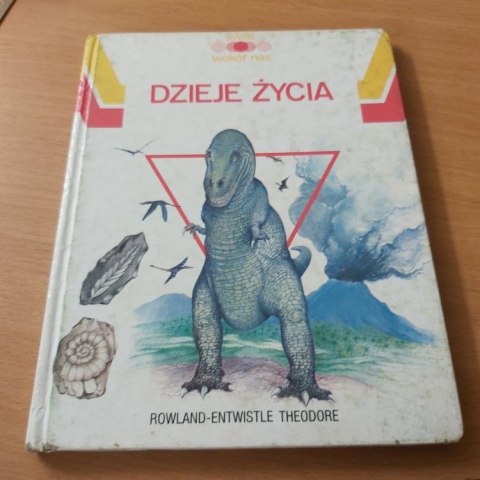 świat
wokół nas
DZIEJE ŻYCIA
ROWLAND-ENTWISTLE THEODORE